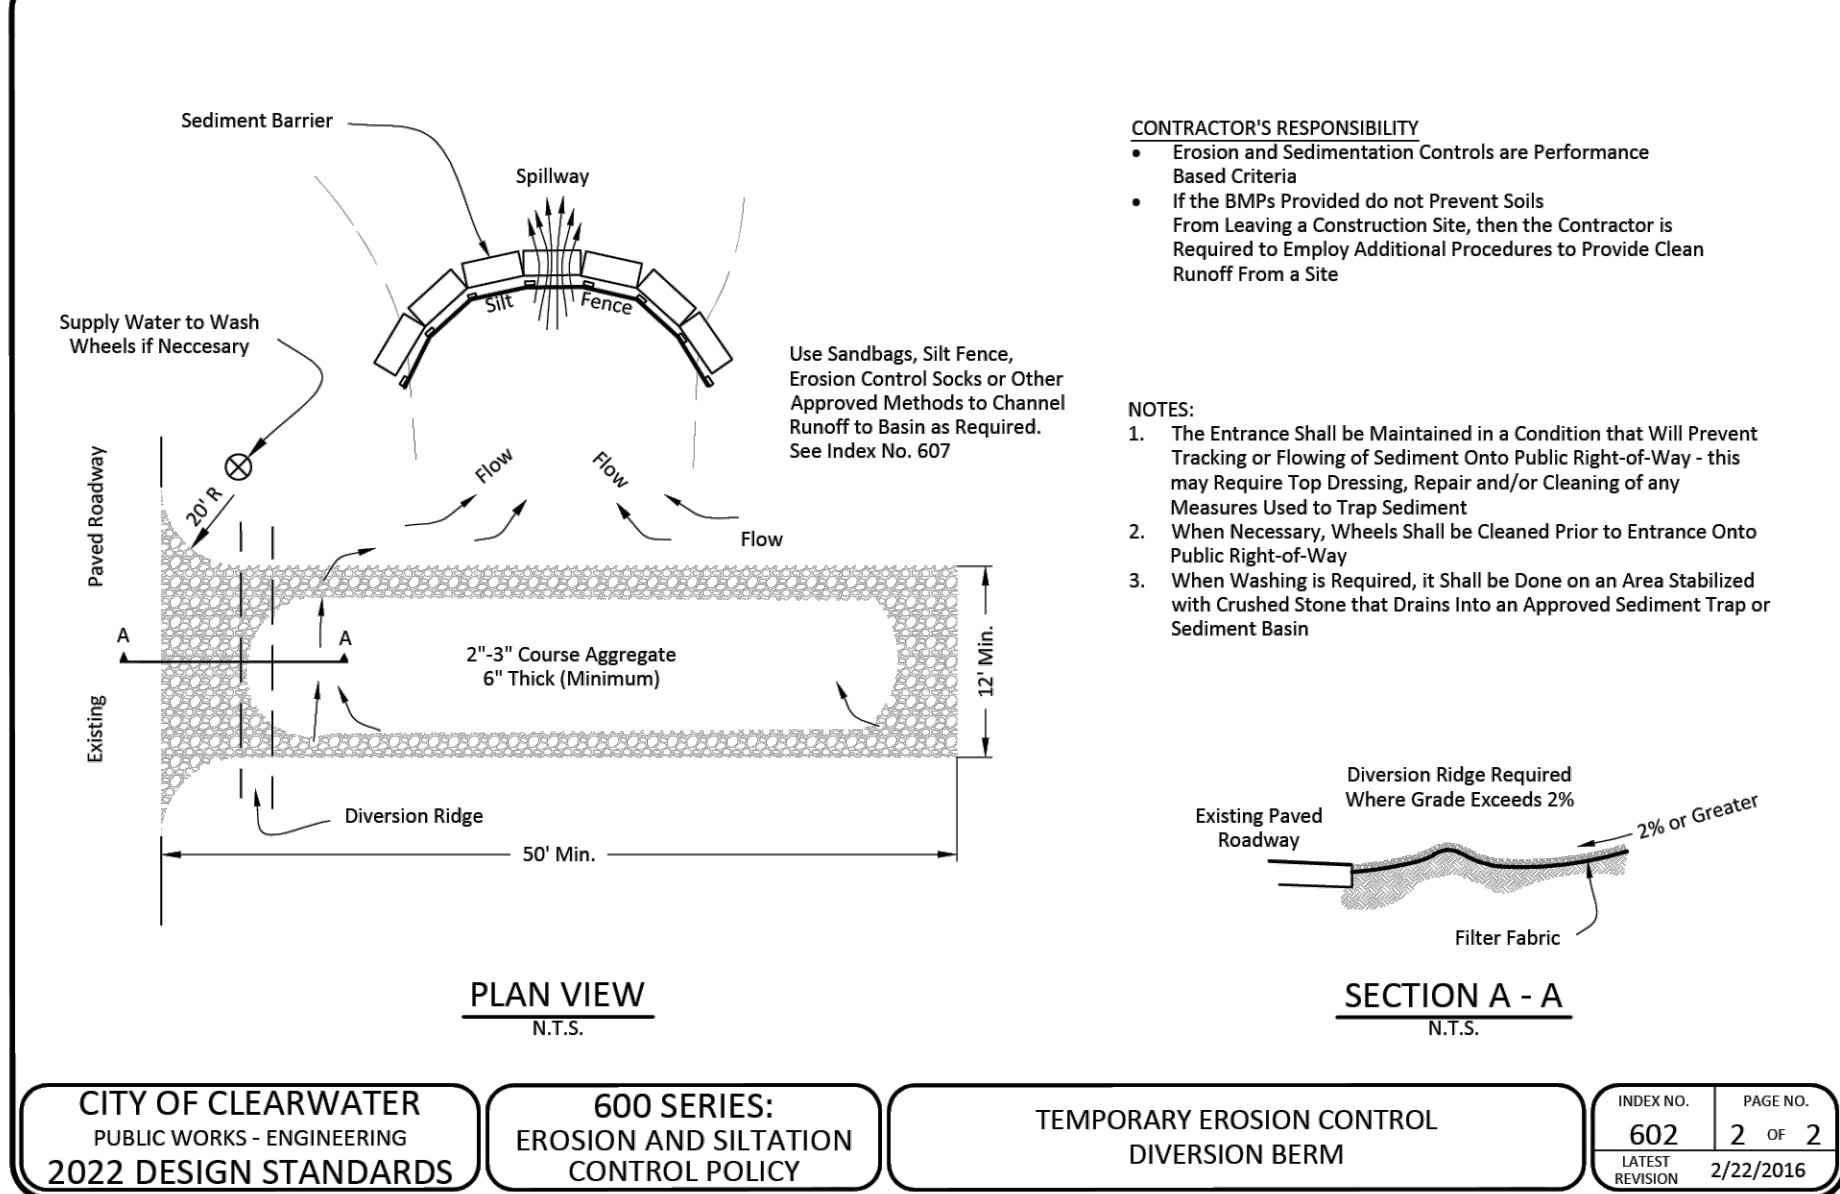 Sediment Barrier
Spillway
Silt
Fence
Supply Water to Wash
Wheels if Neccesary
Use Sandbags, Silt Fence,
Erosion Control Socks or Other
Approved Methods to Channel
Runoff to Basin as Required.
See Index No. 607
Paved Roadway
20' R
Flow
Flow
Flow
A
A
2"-3" Course Aggregate
6" Thick (Minimum)
12' Min.
Existing
Diversion Ridge
50' Min.
PLAN VIEW
N.T.S.
CONTRACTOR'S RESPONSIBILITY
• Erosion and Sedimentation Controls are Performance
Based Criteria
• If the BMPs Provided do not Prevent Soils
From Leaving a Construction Site, then the Contractor is
Required to Employ Additional Procedures to Provide Clean
Runoff From a Site
NOTES:
1. The Entrance Shall be Maintained in a Condition that Will Prevent
Tracking or Flowing of Sediment Onto Public Right-of-Way - this
may Require Top Dressing, Repair and/or Cleaning of any
Measures Used to Trap Sediment
2. When Necessary, Wheels Shall be Cleaned Prior to Entrance Onto
Public Right-of-Way
3. When Washing is Required, it Shall be Done on an Area Stabilized
with Crushed Stone that Drains Into an Approved Sediment Trap or
Sediment Basin
Diversion Ridge Required
Where Grade Exceeds 2%
Existing Paved
Roadway
2% or Greater
Filter Fabric
SECTION A - A
N.T.S.
CITY OF CLEARWATER
PUBLIC WORKS - ENGINEERING
2022 DESIGN STANDARDS
600 SERIES:
EROSION AND SILTATION
CONTROL POLICY
TEMPORARY EROSION CONTROL
DIVERSION BERM
INDEX NO.
602
PAGE NO.
2 OF 2
LATEST
REVISION
2/22/2016